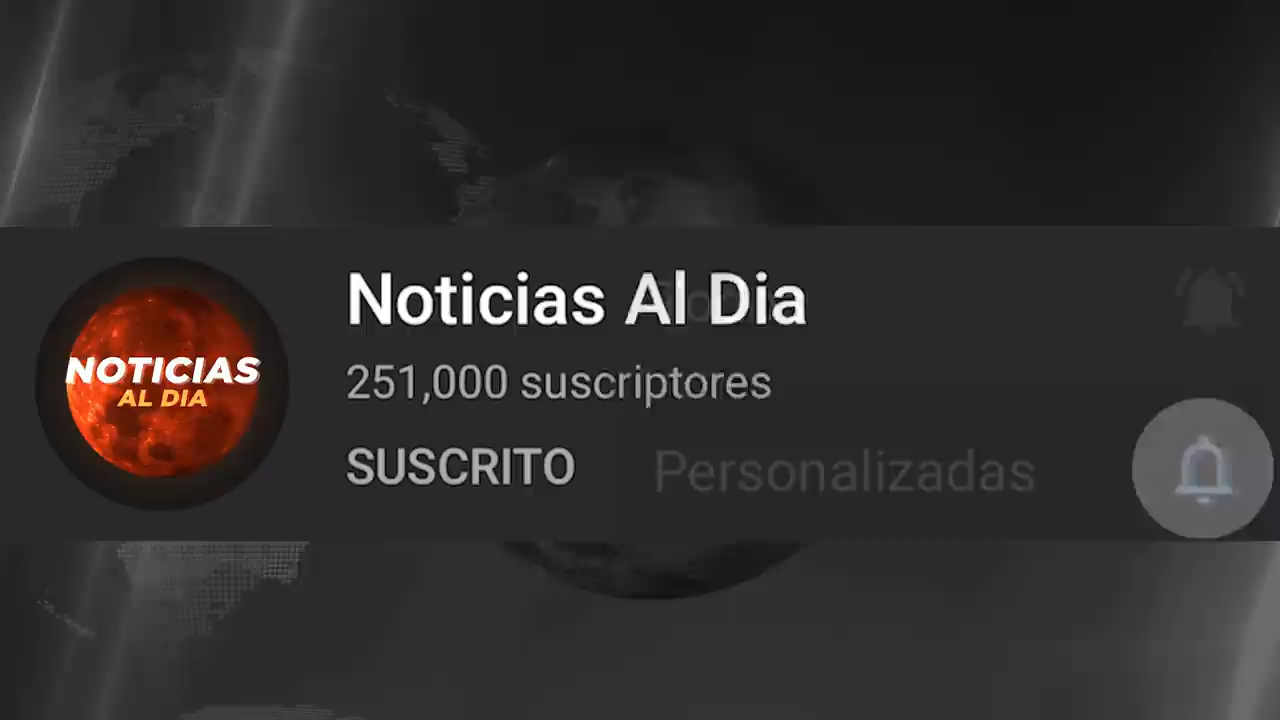 Noticias Al Dia
251,000 suscriptores
SUSCRITO
Personalizadas
NOTICIAS
AL DIA